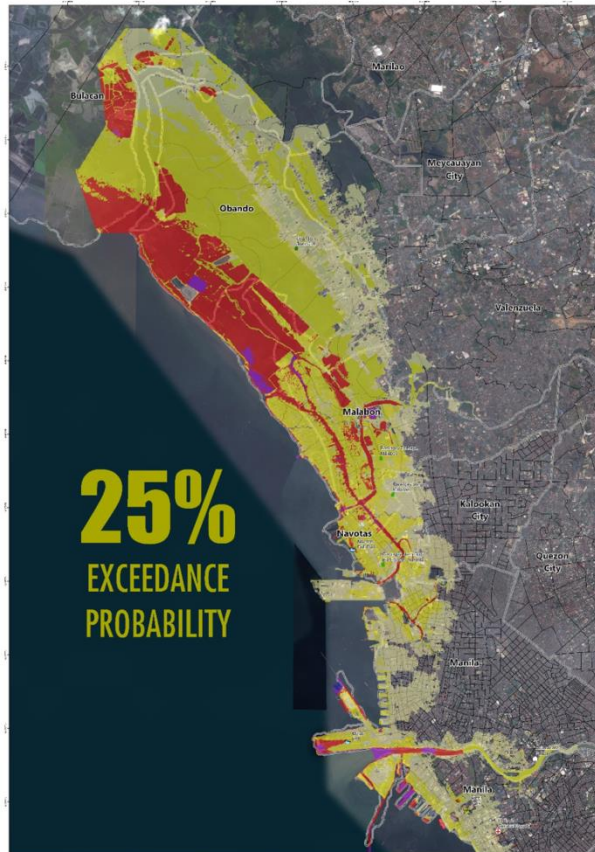 Marilao
Bulacan
Meycauayan
City
Obando
Valenzuela
Malabon
25%
EXCEEDANCE
PROBABILITY
Kalookan
City
Navotas
Quezon
City
Manila
Manila